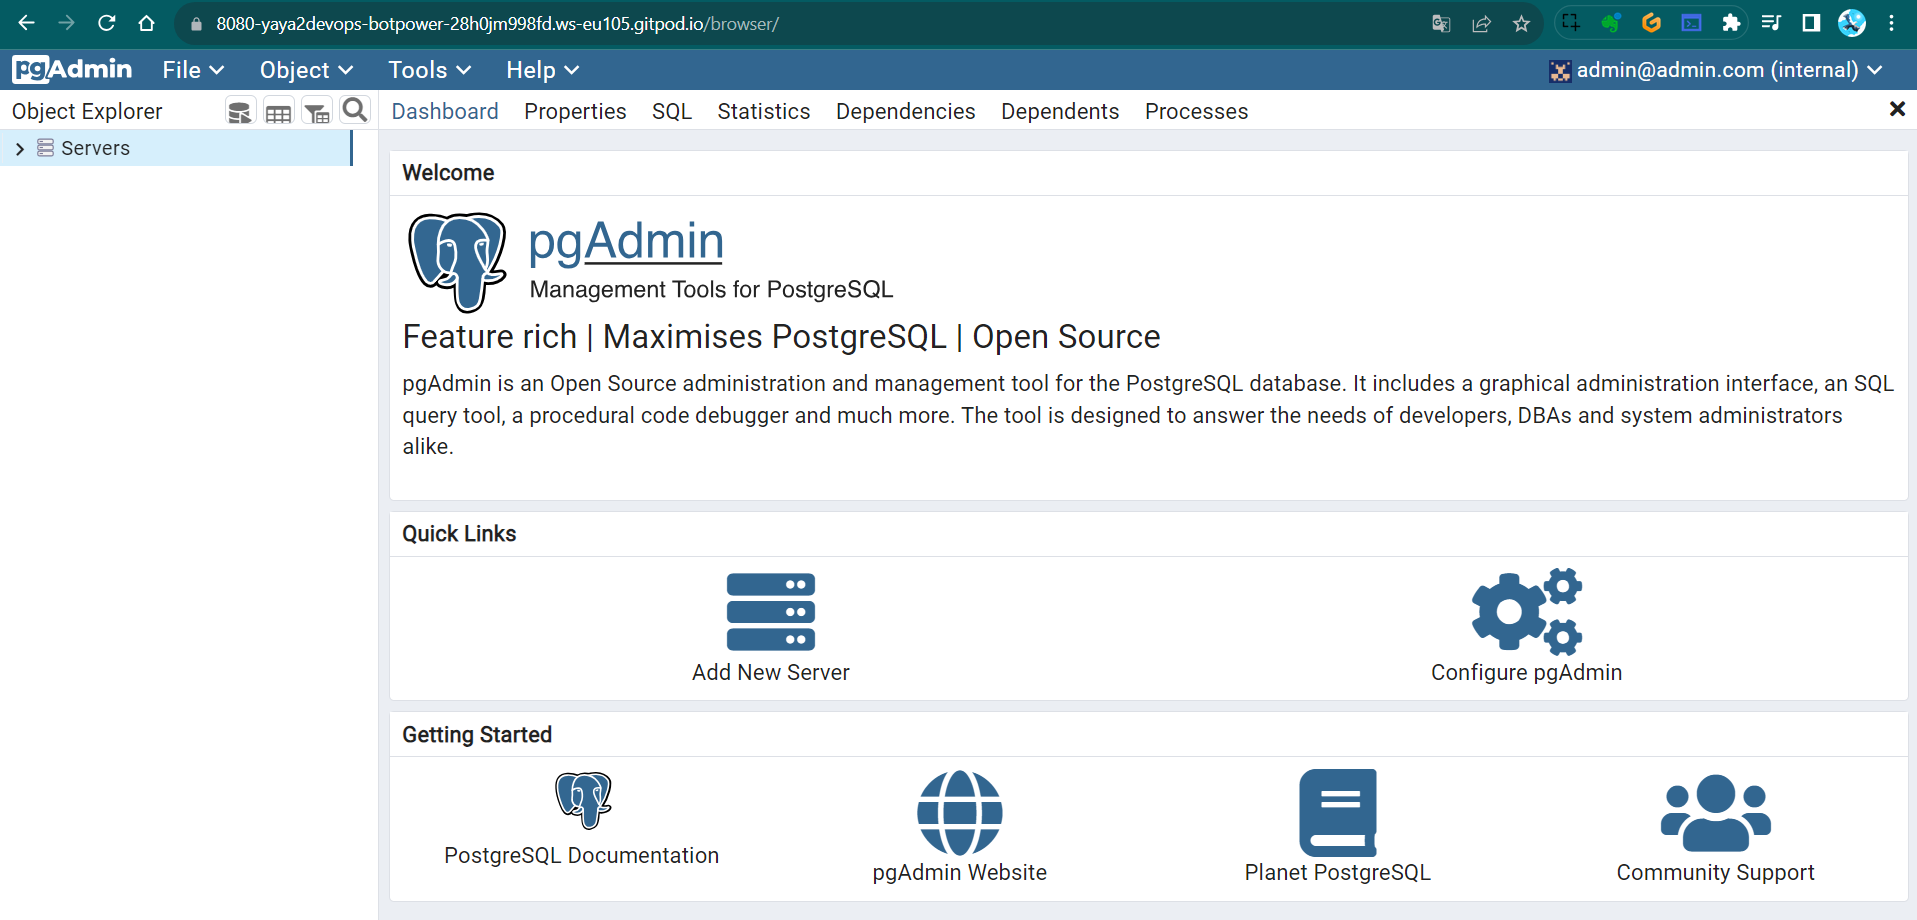 8080-yaya2devops-botpower-28h0jm998fd.ws-eu105.gitpod.io/browser/
pgAdmin File Object Tools Help admin@admin.com (internal)
Object Explorer Dashboard Properties SQL Statistics Dependencies Dependents Processes
Servers
Welcome
pgAdmin
Management Tools for PostgreSQL
Feature rich | Maximises PostgreSQL | Open Source
pgAdmin is an Open Source administration and management tool for the PostgreSQL database. It includes a graphical administration interface, an SQL
query tool, a procedural code debugger and much more. The tool is designed to answer the needs of developers, DBAs and system administrators
alike.
Quick Links
Add New Server Configure pgAdmin
Getting Started
PostgreSQL Documentation pgAdmin Website Planet PostgreSQL Community Support